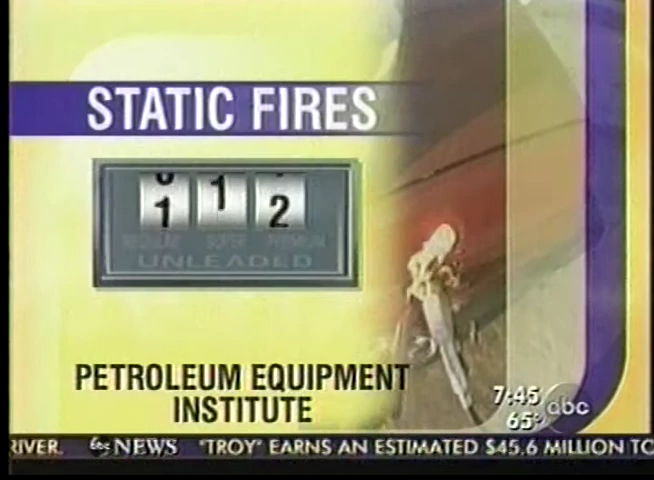 STATIC FIRES
1 1 2
REGULAR SUPER PREMIUM
UNLEADED
PETROLEUM EQUIPMENT
INSTITUTE
7:45
65°
abc
RIVER. abc NEWS "TROY" EARNS AN ESTIMATED $45.6 MILLION TO